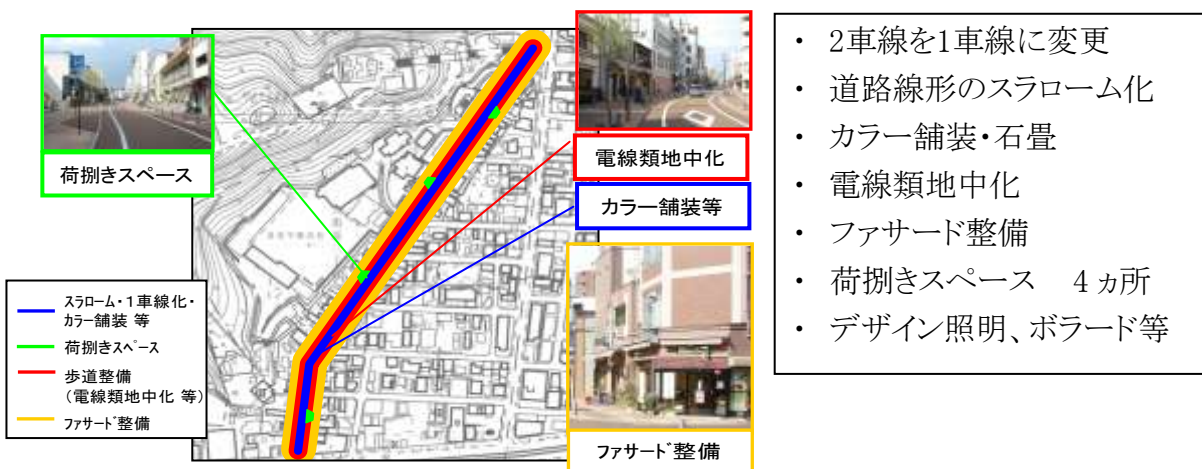 荷捌きスペース
電線類地中化
カラー舗装等
ファサード整備
スラローム・1車線化・
カラー舗装 等
荷捌きスペース
歩道整備
(電線類地中化 等)
ファサード整備
・ 2車線を1車線に変更
・ 道路線形のスラローム化
・ カラー舗装・石畳
・ 電線類地中化
・ ファサード整備
・ 荷捌きスペース 4ヵ所
・ デザイン照明、ボラード等